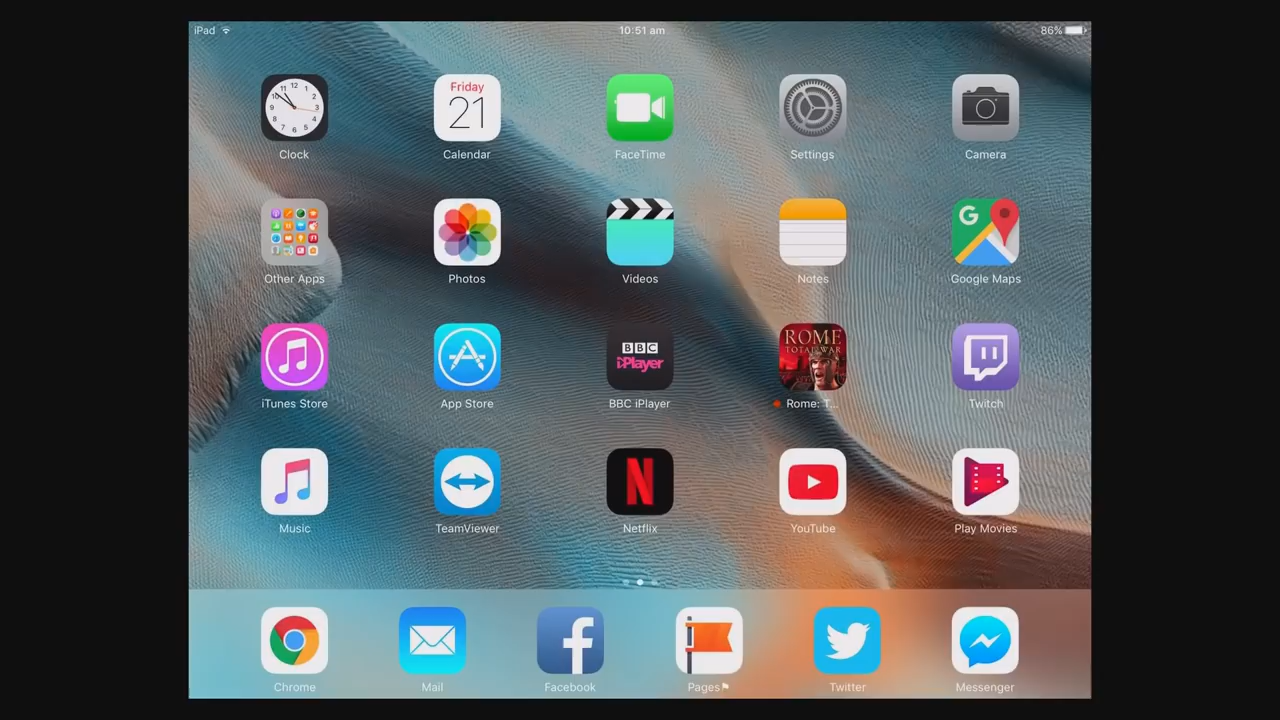 iPad 10:51 am 86%
Friday
21
Clock Calendar FaceTime Settings Camera
Other Apps Photos Videos Notes Google Maps
BBC
iPlayer
ROME
TOTAL WAR
iTunes Store App Store BBC iPlayer Rome: T... Twitch
N
Music TeamViewer Netflix YouTube Play Movies
Chrome Mail Facebook Pages Twitter Messenger